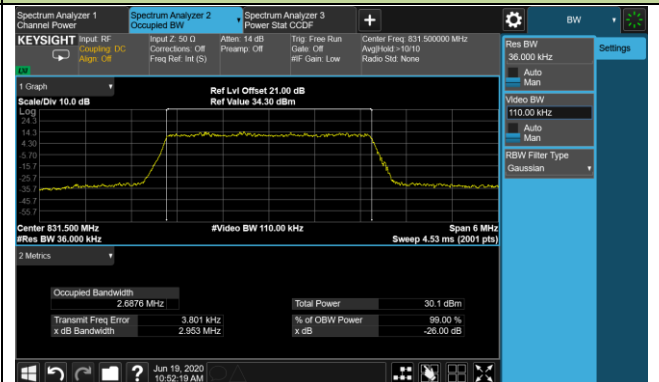 Spectrum Analyzer 1
Channel Power
Spectrum Analyzer 2
Occupied BW
Spectrum Analyzer 3
Power Stat CCDF
+
BW
KEYSIGHT
Input: RF
Coupling: DC
Align: Off
Input Z: 50 Ω
Corrections: Off
Freq Ref: Int (S)
Atten: 14 dB
Preamp: Off
Trig: Free Run
Gate: Off
#IF Gain: Low
Center Freq: 831.500000 MHz
Avg|Hold:>10/10
Radio Std: None
LXI
Res BW
36.000 kHz
Auto
Man
Settings
Video BW
110.00 kHz
Auto
Man
RBW Filter Type
Gaussian
1 Graph
Scale/Div 10.0 dB
Ref Lvl Offset 21.00 dB
Ref Value 34.30 dBm
Log
24.3
14.3
4.30
-5.70
-15.7
-25.7
-35.7
-45.7
-55.7
Center 831.500 MHz
#Res BW 36.000 kHz
#Video BW 110.00 kHz
Span 6 MHz
Sweep 4.53 ms (2001 pts)
2 Metrics
Occupied Bandwidth
2.6876 MHz
Total Power 30.1 dBm
Transmit Freq Error 3.801 kHz
% of OBW Power 99.00 %
x dB Bandwidth 2.953 MHz
x dB -26.00 dB
?
Jun 19, 2020
10:52:19 AM